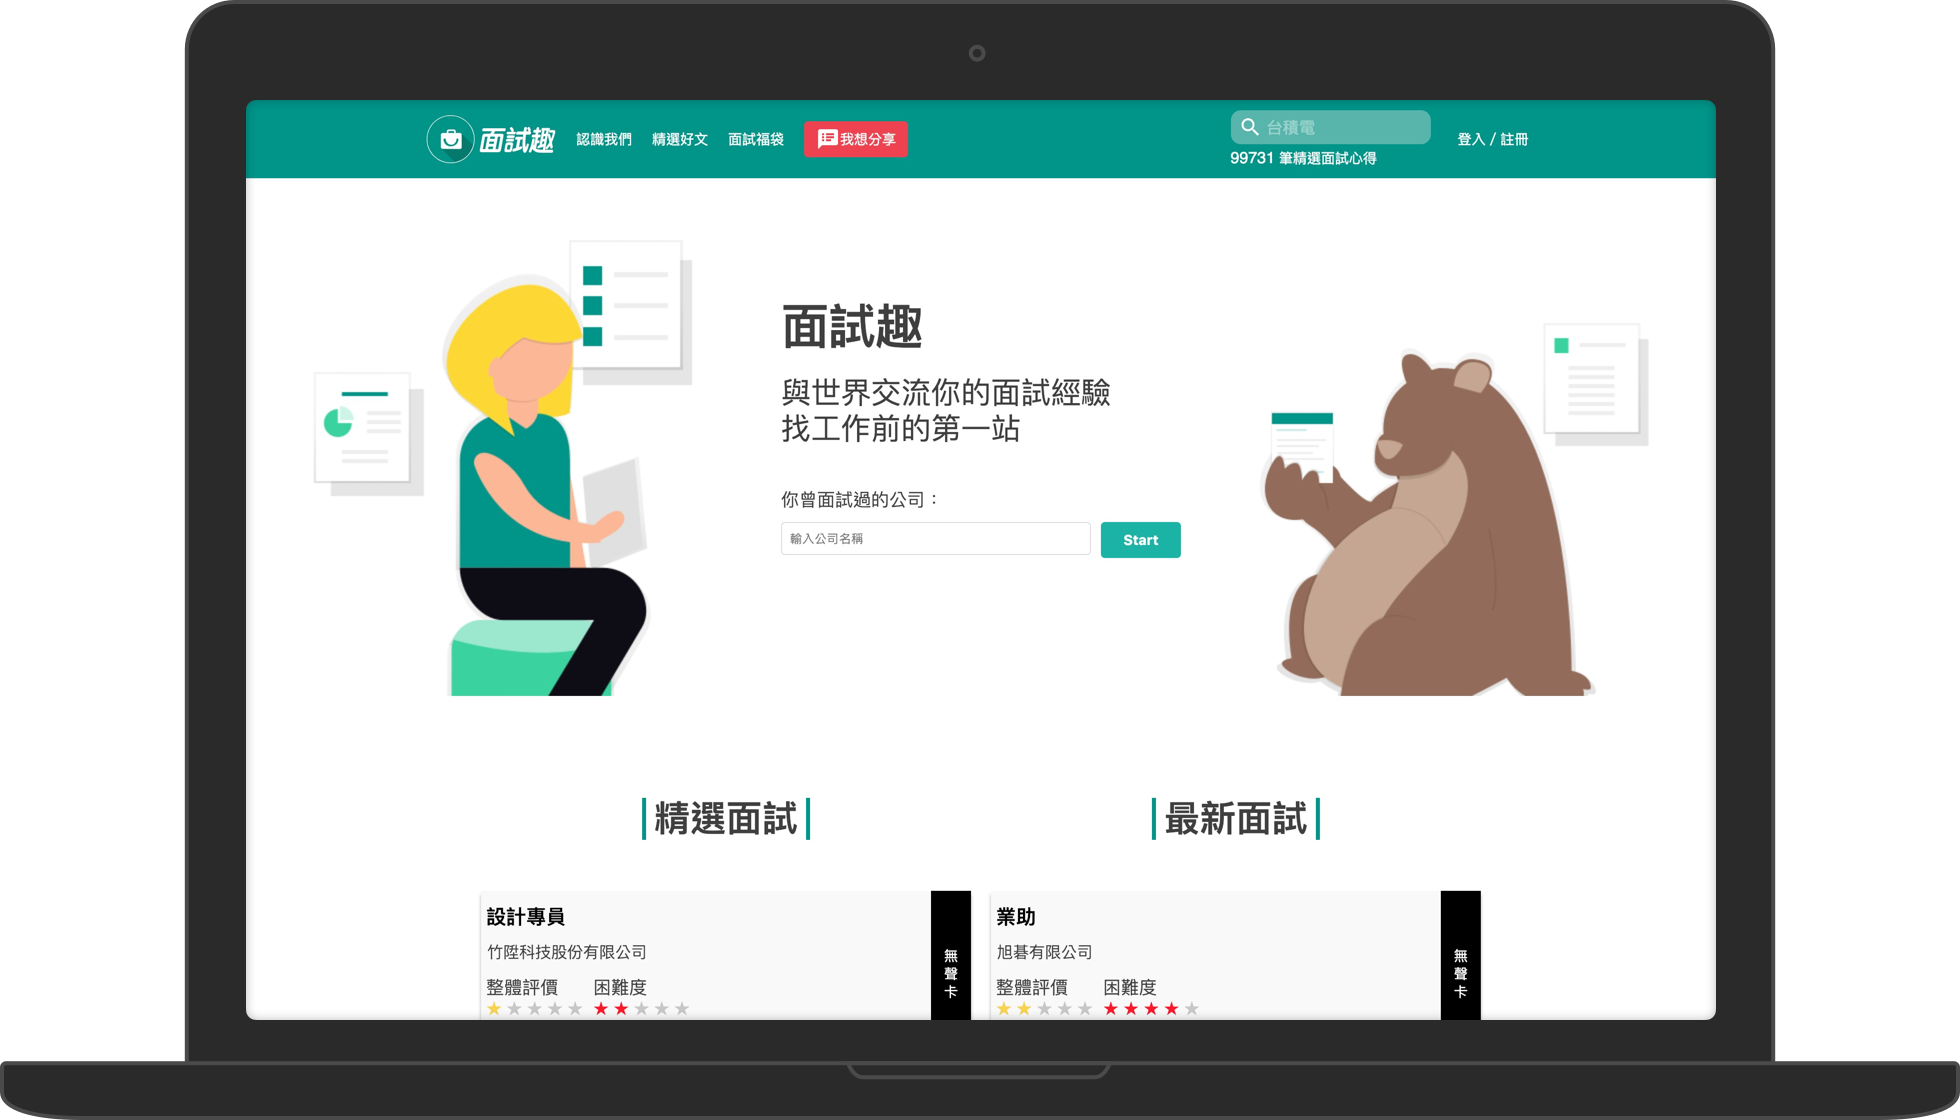 面試趣
認識我們
精選好文
面試福袋
我想分享
台積電
99731 筆精選面試心得
登入 / 註冊
面試趣
與世界交流你的面試經驗
找工作前的第一站
你曾面試過的公司：
輸入公司名稱
Start
精選面試
最新面試
設計專員
竹陞科技股份有限公司
整體評價
困難度
無聲卡
業助
旭碁有限公司
整體評價
困難度
無聲卡